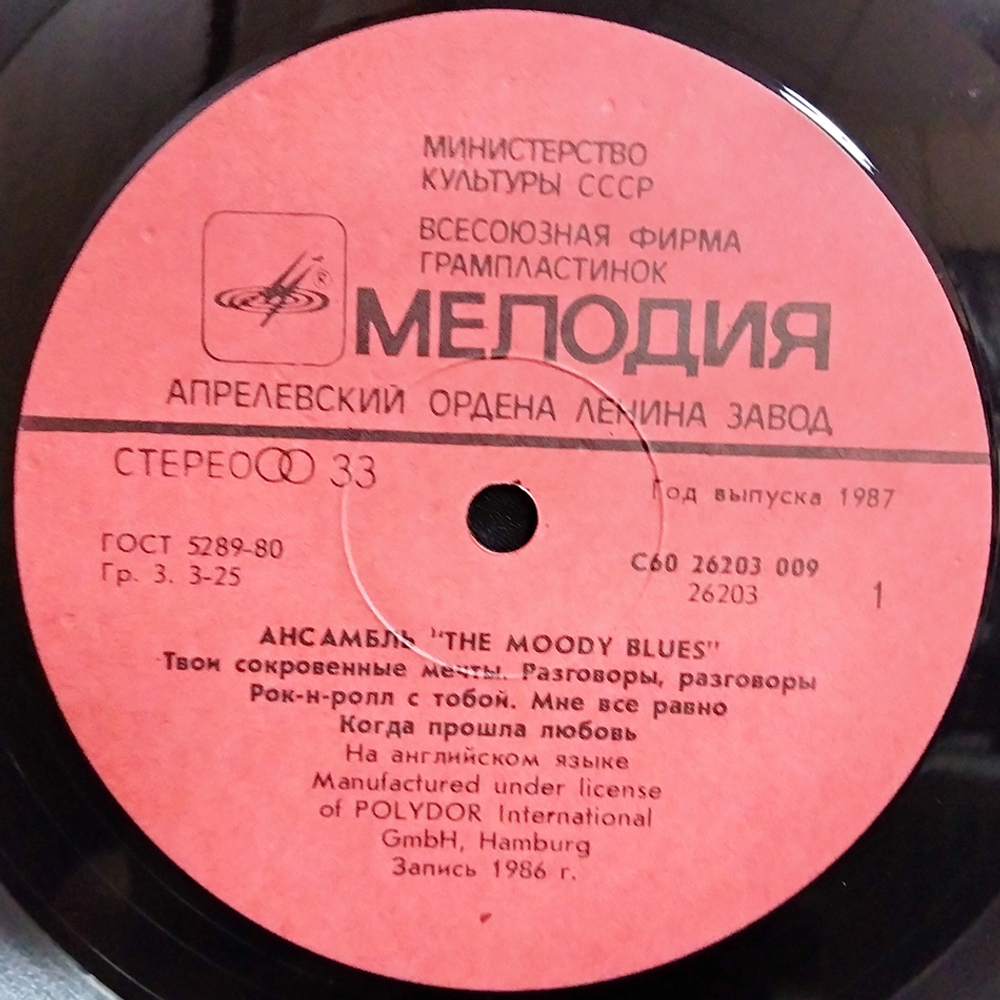 МИНИСТЕРСТВО
КУЛЬТУРЫ СССР
ВСЕСОЮЗНАЯ ФИРМА
ГРАМПЛАСТИНОК
®
МЕЛОДИЯ
АПРЕЛЕВСКИЙ ОРДЕНА ЛЕНИНА ЗАВОД
СТЕРЕО 33
Год выпуска 1987
ГОСТ 5289-80
Гр. 3. 3-25
С60 26203 009
26203
1
АНСАМБЛЬ "THE MOODY BLUES"
Твои сокровенные мечты. Разговоры, разговоры
Рок-н-ролл с тобой. Мне все равно
Когда прошла любовь
На английском языке
Manufactured under license
of POLYDOR International
GmbH, Hamburg
Запись 1986 г.